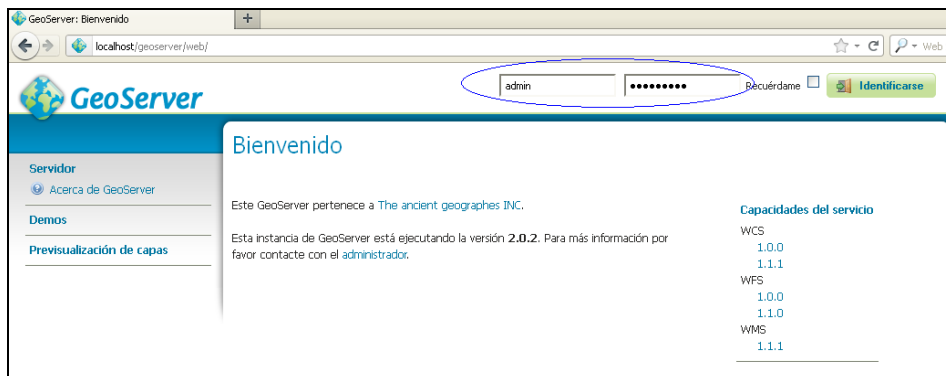 GeoServer: Bienvenido
+
localhost/geoserver/web/
Web
GeoServer
admin
●●●●●●●●●
Recuérdame
Identificarse
Servidor
Acerca de GeoServer
Demos
Previsualización de capas
Bienvenido
Este GeoServer pertenece a The ancient geographes INC.
Esta instancia de GeoServer está ejecutando la versión 2.0.2. Para más información por
favor contacte con el administrador.
Capacidades del servicio
WCS
1.0.0
1.1.1
WFS
1.0.0
1.1.0
WMS
1.1.1